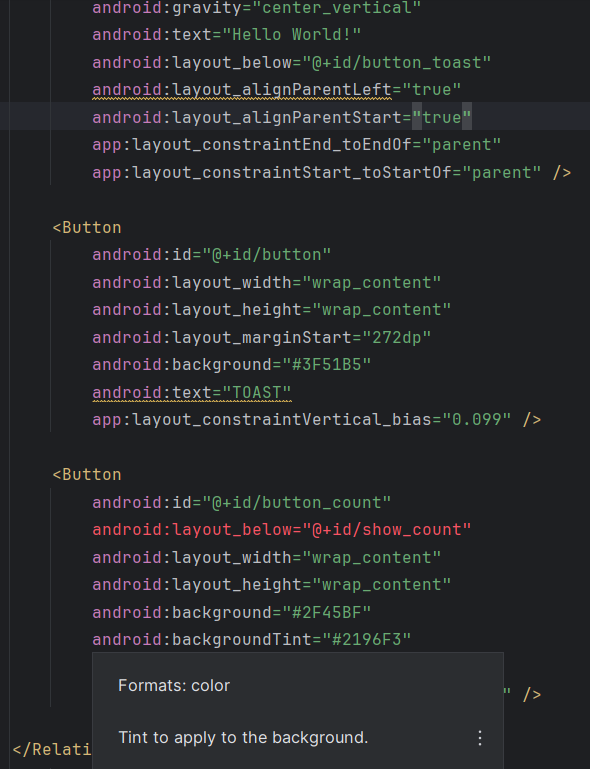 android:gravity="center_vertical"
android:text="Hello World!"
android:layout_below="@+id/button_toast"
android:layout_alignParentLeft="true"
android:layout_alignParentStart="true"
app:layout_constraintEnd_toEndOf="parent"
app:layout_constraintStart_toStartOf="parent" />
<Button
android:id="@+id/button"
android:layout_width="wrap_content"
android:layout_height="wrap_content"
android:layout_marginStart="272dp"
android:background="#3F51B5"
android:text="TOAST"
app:layout_constraintVertical_bias="0.099" />
<Button
android:id="@+id/button_count"
android:layout_below="@+id/show_count"
android:layout_width="wrap_content"
android:layout_height="wrap_content"
android:background="#2F45BF"
android:backgroundTint="#2196F3"
Formats: color
" />
Tint to apply to the background.
</Relati